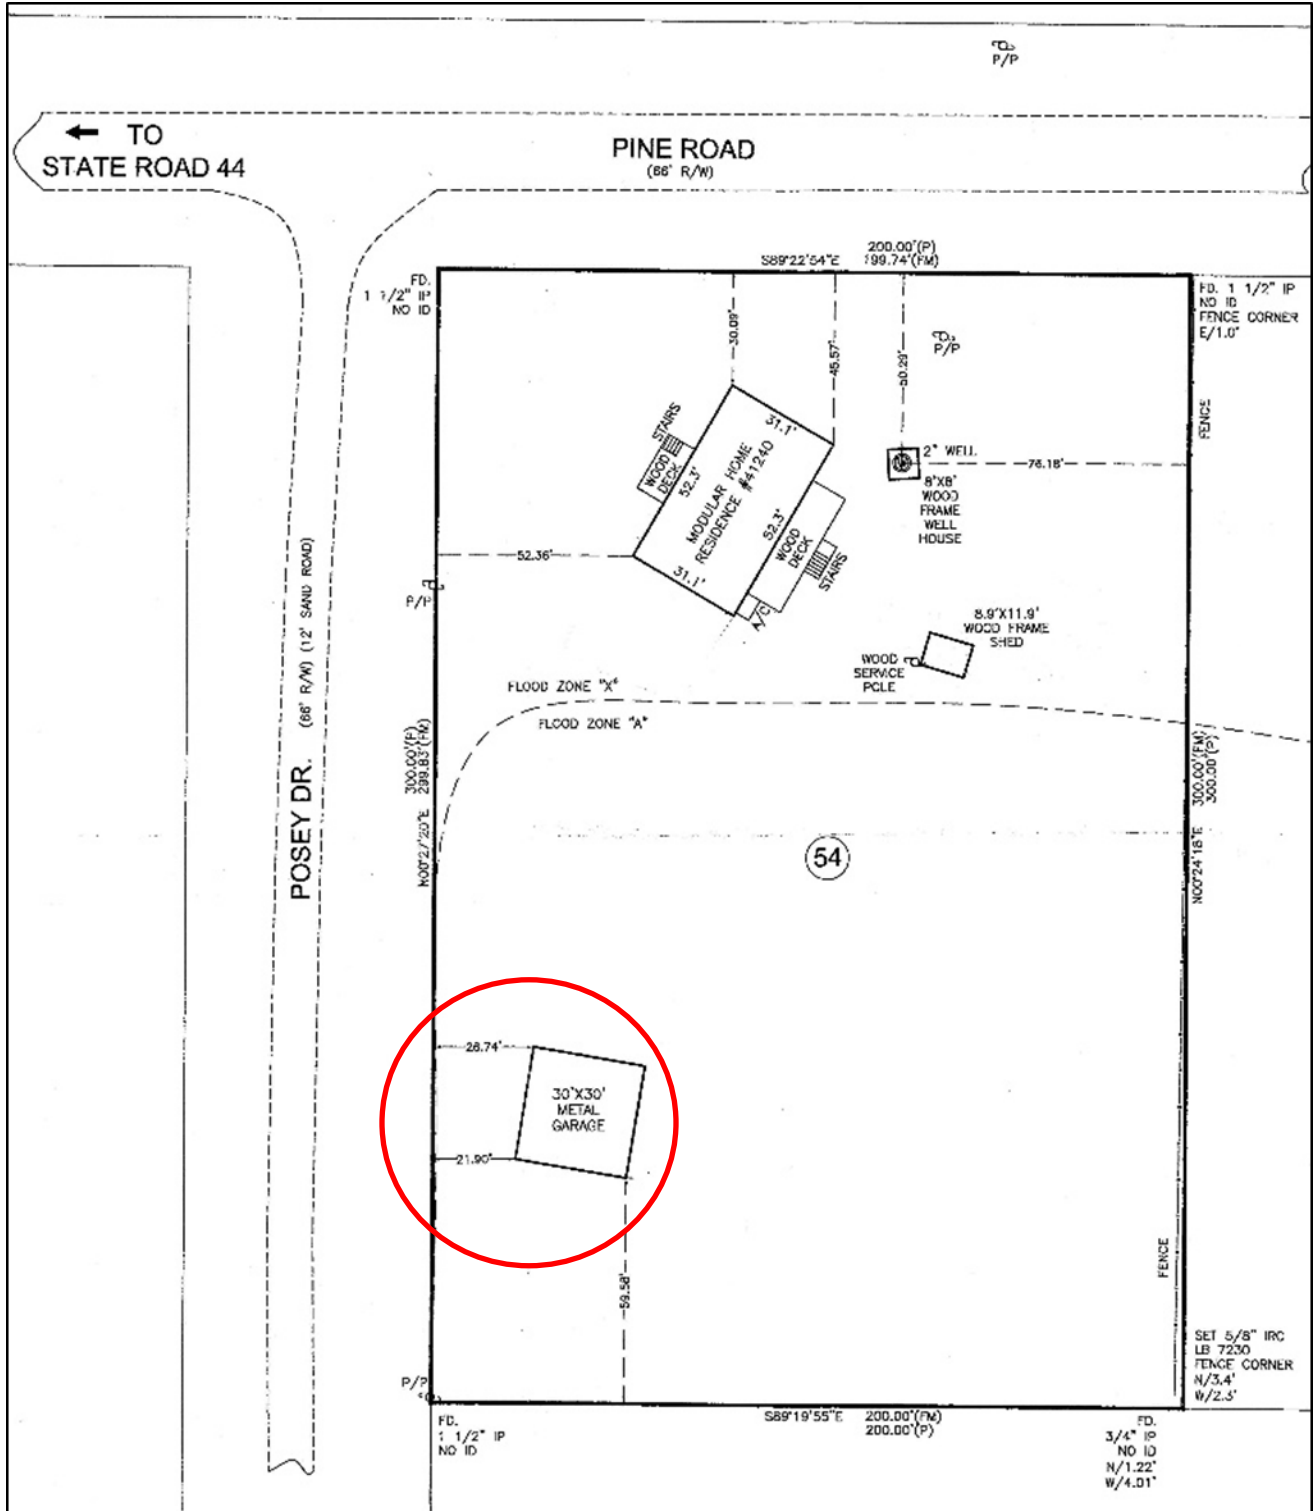 P/P
← TO
STATE ROAD 44
PINE ROAD
(66' R/W)
200.00'(P)
S89°22'54"E 199.74'(FM)
FD.
1 1/2" IP
NO ID
FD. 1 1/2" IP
NO ID
FENCE CORNER
E/1.0'
30.09'
45.57'
50.29'
P/P
FENCE
STAIRS
WOOD
DECK
31.1'
52.3'
MODULAR HOME
RESIDENCE #41240
52.3'
31.1'
WOOD
DECK
STAIRS
A/C
2" WELL
76.18'
8'X8'
WOOD
FRAME
WELL
HOUSE
52.36'
P/P
8.9'X11.9'
WOOD FRAME
SHED
WOOD
SERVICE
POLE
FLOOD ZONE "X"
FLOOD ZONE "A"
POSEY DR. (66' R/W) (12' SAND ROAD)
300.00'(P)
N00°27'20"E 299.83'(FM)
N00°24'18"E 300.00'(FM)
300.00'(P)
54
26.74'
30'X30'
METAL
GARAGE
21.90'
59.58'
FENCE
P/P
SET 5/8" IRC
LB 7230
FENCE CORNER
N/3.4'
W/2.3'
S89°19'55"E 200.00'(FM)
200.00'(P)
FD.
1 1/2" IP
NO ID
FD.
3/4" IP
NO ID
N/1.22'
W/4.01'